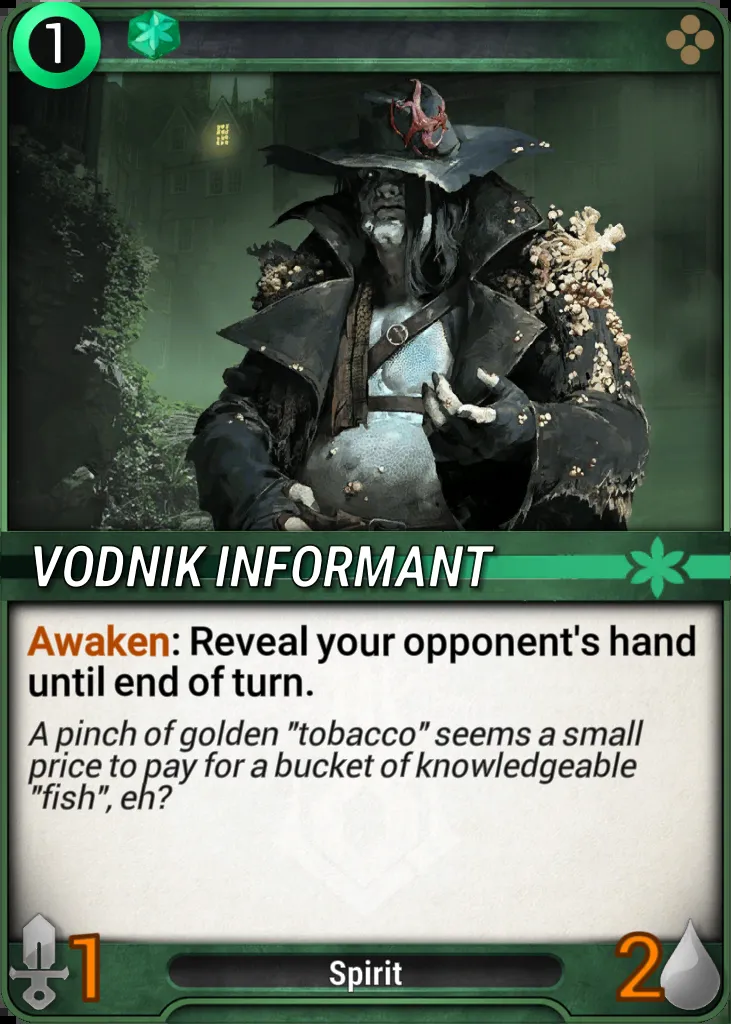 1
VODNIK INFORMANT
Awaken: Reveal your opponent's hand
until end of turn.
A pinch of golden "tobacco" seems a small
price to pay for a bucket of knowledgeable
"fish", eh?
1
Spirit
2